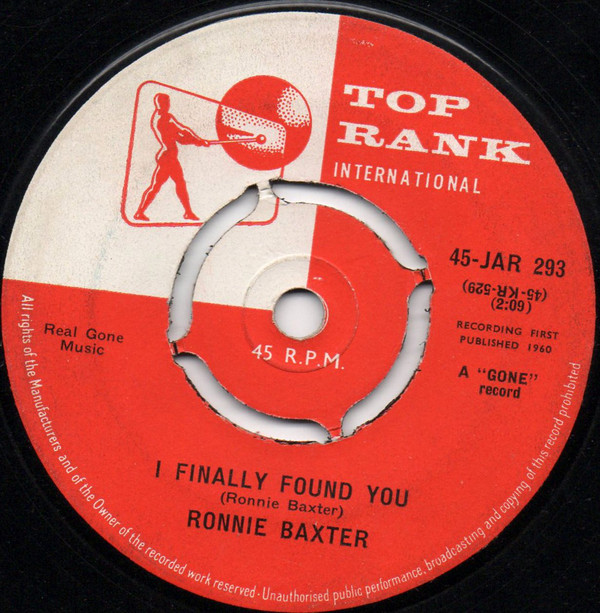 TOP
RANK
INTERNATIONAL
45-JAR 293
(45-KR-529)
(2:09)
RECORDING FIRST
PUBLISHED 1960
A "GONE"
record
Real Gone
Music
45 R.P.M.
I FINALLY FOUND YOU
(Ronnie Baxter)
RONNIE BAXTER
All rights of the Manufacturers and of the Owner of the recorded work reserved - Unauthorised public performance, broadcasting and copying of this record prohibited